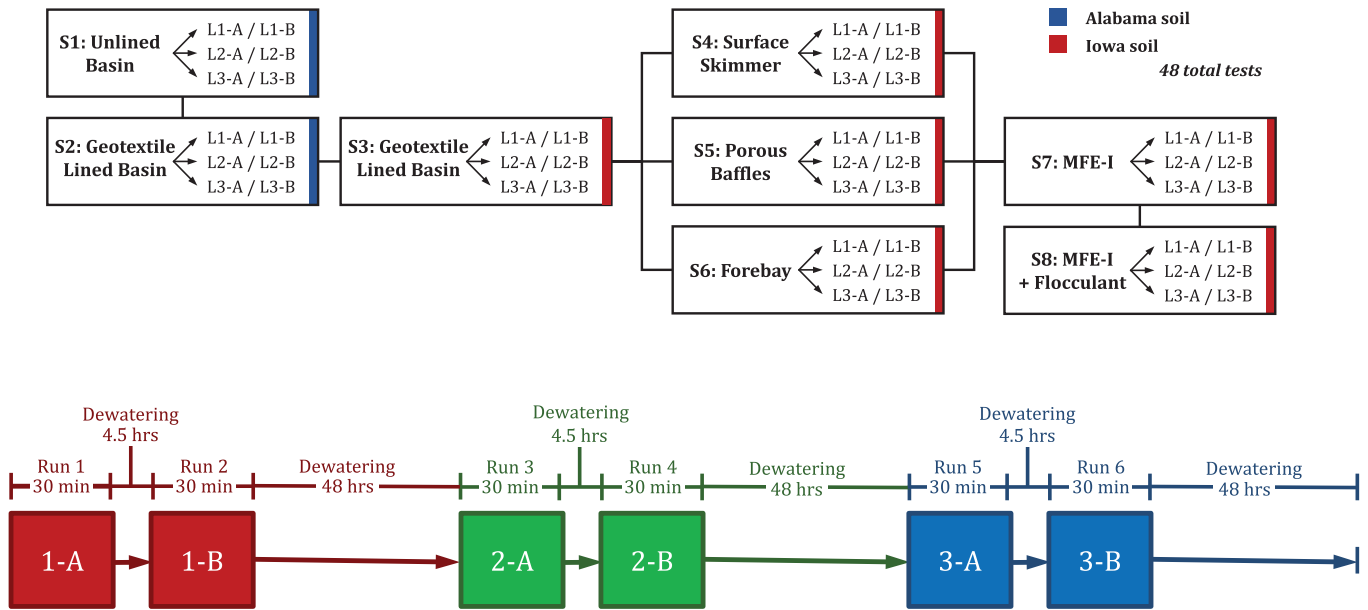 S1: Unlined
Basin
L1-A / L1-B
L2-A / L2-B
L3-A / L3-B
S2: Geotextile
Lined Basin
L1-A / L1-B
L2-A / L2-B
L3-A / L3-B
S3: Geotextile
Lined Basin
L1-A / L1-B
L2-A / L2-B
L3-A / L3-B
S4: Surface
Skimmer
L1-A / L1-B
L2-A / L2-B
L3-A / L3-B
S5: Porous
Baffles
L1-A / L1-B
L2-A / L2-B
L3-A / L3-B
S6: Forebay
L1-A / L1-B
L2-A / L2-B
L3-A / L3-B
Alabama soil
Iowa soil
48 total tests
S7: MFE-I
L1-A / L1-B
L2-A / L2-B
L3-A / L3-B
S8: MFE-I
+ Flocculant
L1-A / L1-B
L2-A / L2-B
L3-A / L3-B
Dewatering
4.5 hrs
Run 1
30 min
Run 2
30 min
Dewatering
48 hrs
Dewatering
4.5 hrs
Run 3
30 min
Run 4
30 min
Dewatering
48 hrs
Dewatering
4.5 hrs
Run 5
30 min
Run 6
30 min
Dewatering
48 hrs
1-A
1-B
2-A
2-B
3-A
3-B